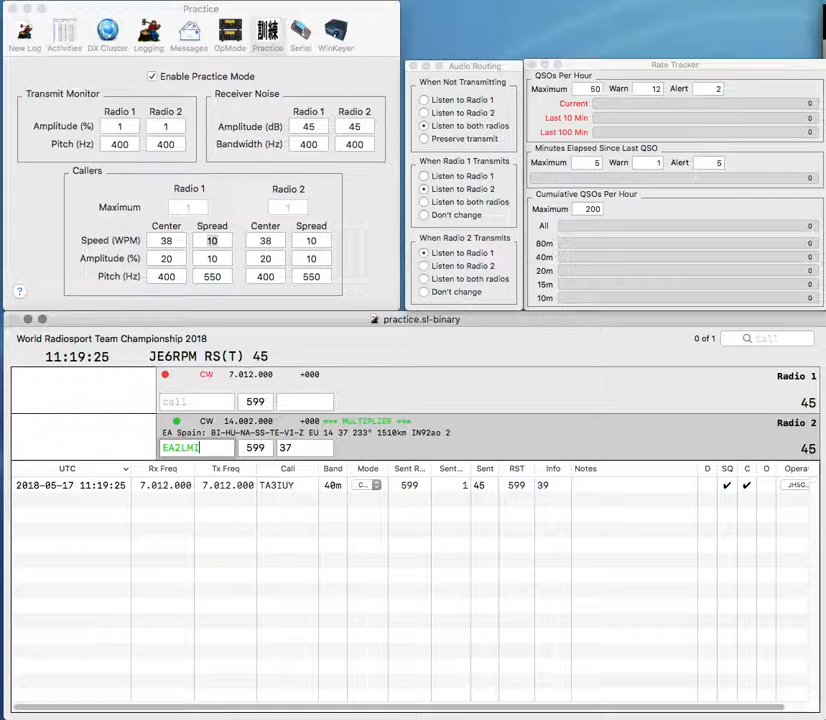 Practice
New Log Activities DX Cluster Logging Messages OpMode 訓練 Practice Serial WinKeyer
Enable Practice Mode
Transmit Monitor
Radio 1 Radio 2
Amplitude (%) 1 1
Pitch (Hz) 400 400
Receiver Noise
Radio 1 Radio 2
Amplitude (dB) 45 45
Bandwidth (Hz) 400 400
Callers
Radio 1 Radio 2
Maximum 1 1
Center Spread Center Spread
Speed (WPM) 38 10 38 10
Amplitude (%) 20 10 20 10
Pitch (Hz) 400 550 400 550
?
Audio Routing
When Not Transmitting
Listen to Radio 1
Listen to Radio 2
Listen to both radios
Preserve transmit
When Radio 1 Transmits
Listen to Radio 1
Listen to Radio 2
Listen to both radios
Don't change
When Radio 2 Transmits
Listen to Radio 1
Listen to Radio 2
Listen to both radios
Don't change
Rate Tracker
QSOs Per Hour
Maximum 50 Warn 12 Alert 2
Current 0
Last 10 Min 0
Last 100 Min 0
Minutes Elapsed Since Last QSO
Maximum 5 Warn 1 Alert 5
0
Cumulative QSOs Per Hour
Maximum 200
All 0
80m 0
40m 0
20m 0
15m 0
10m 0
practice.sl-binary
World Radiosport Team Championship 2018 0 of 1 Call
11:19:25 JE6RPM RS(T) 45
CW 7.012.000 +000 Radio 1
call 599 45
CW 14.002.000 +000 *** MULTIPLIER *** Radio 2
EA Spain: BI-HU-NA-SS-TE-VI-Z EU 14 37 233° 1510km IN92ao 2
EA2LMI 599 37 45
UTC Rx Freq Tx Freq Call Band Mode Sent R... Sent... Sent RST Info Notes D SQ C O Operat
2018-05-17 11:19:25 7.012.000 7.012.000 TA3IUY 40m C... 599 1 45 599 39 ✔ ✔ JH5G..